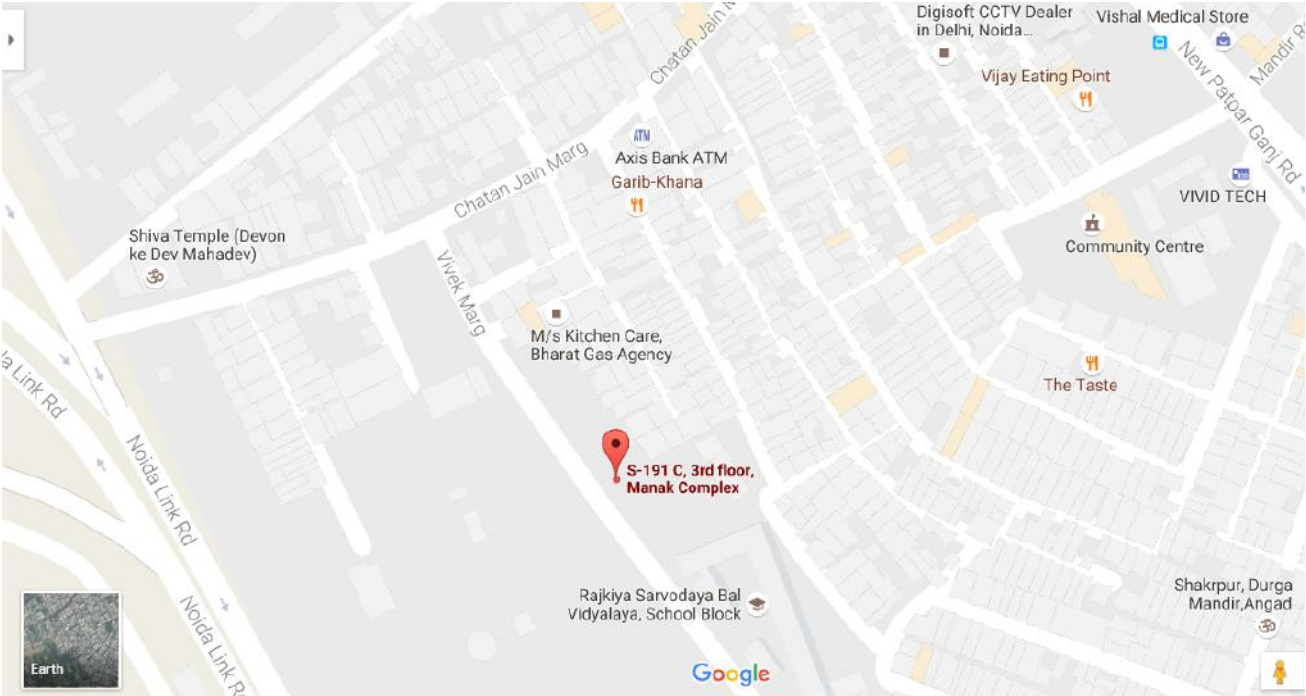 Digisoft CCTV Dealer
in Delhi, Noida...
Vishal Medical Store
Chatan Jain M
Mandir R
Vijay Eating Point
New Patpar Ganj Rd
ATM
Axis Bank ATM
Chatan Jain Marg
Garib-Khana
VIVID TECH
Shiva Temple (Devon
ke Dev Mahadev)
Community Centre
Vivek Marg
M/s Kitchen Care,
Bharat Gas Agency
The Taste
a Link Rd
Noida Link Rd
S-191 C, 3rd floor,
Manak Complex
Rajkiya Sarvodaya Bal
Vidyalaya, School Block
Shakrpur, Durga
Mandir,Angad
Noida Link Rd
Earth
Google